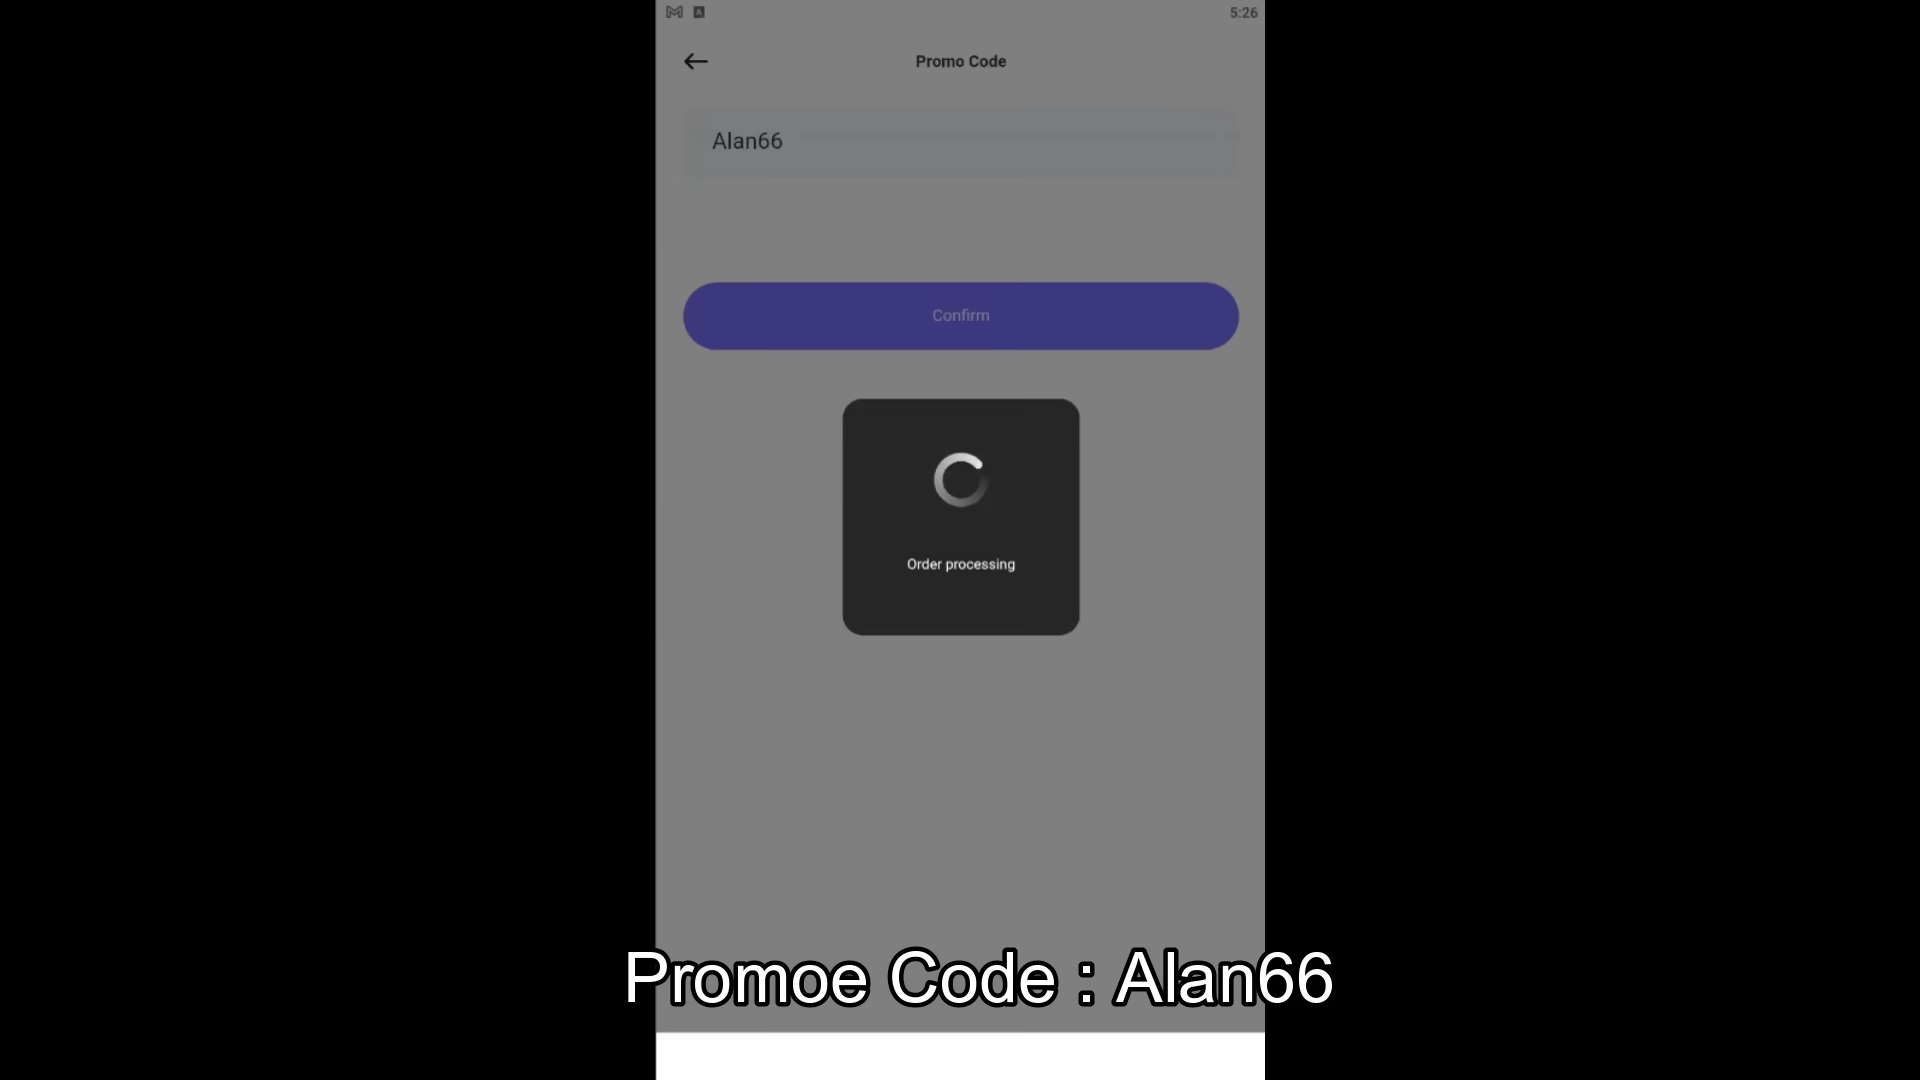 5:26
Promo Code
Alan66
Confirm
Order processing
Promoe Code : Alan66